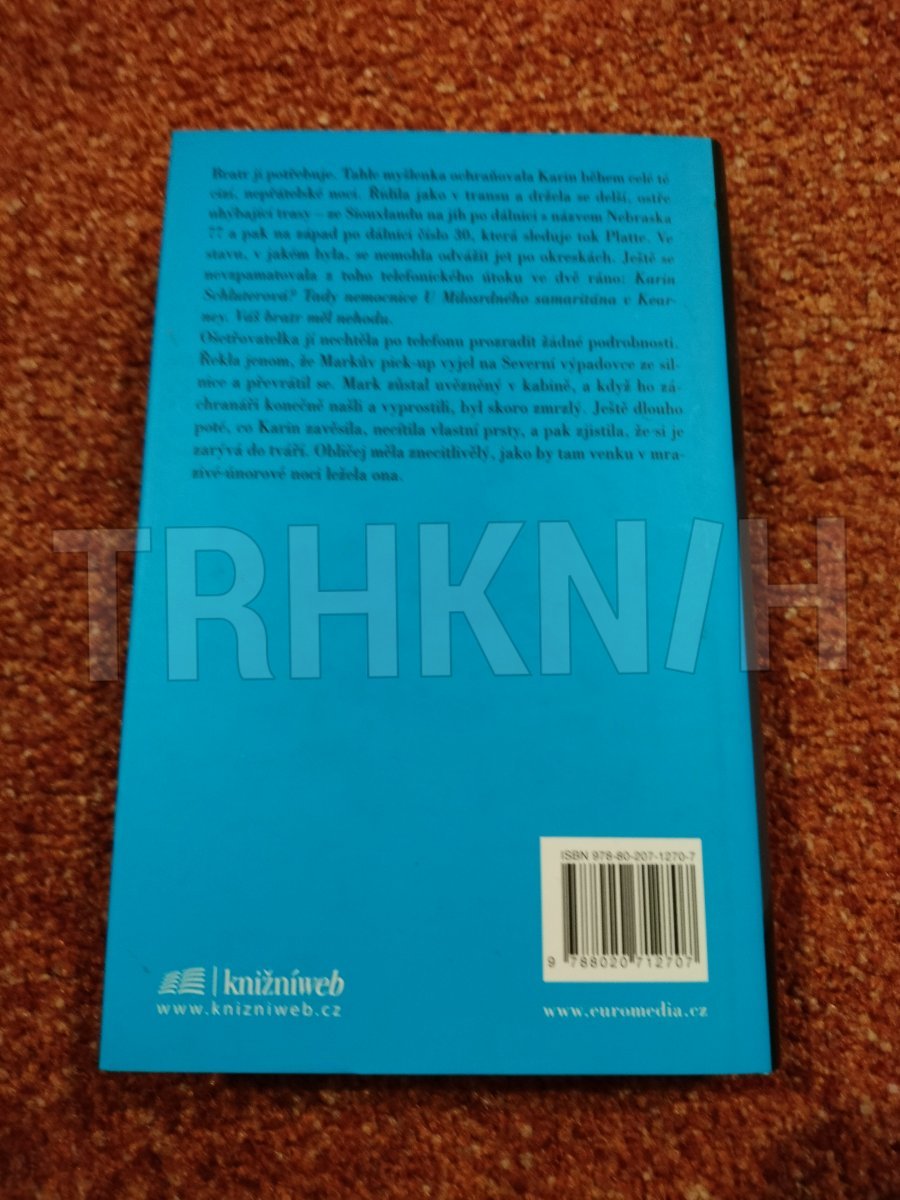 Bratr ji potřebuje. Tahle myšlenka ochraňovala Karin během celé té
cizí, nepřátelské noci. Řídila jako v transu a držela se delší, ostře
uhýbající trasy – ze Siouxlandu na jih po dálnici s názvem Nebraska
77 a pak na západ po dálnici číslo 30, která sleduje tok Platte. Ve
stavu, v jakém byla, se nemohla odvážit jet po okreskách. Ještě se
nevzpamatovala z toho telefonického útoku ve dvě ráno: Karin
Schluterová? Tady nemocnice U Milosrdného samaritána v Kear-
ney. Váš bratr měl nehodu.
Ošetřovatelka jí nechtěla po telefonu prozradit žádné podrobnosti.
Řekla jenom, že Markův pick-up vyjel na Severní výpadovce ze sil-
nice a převrátil se. Mark zůstal uvězněný v kabině, a když ho zá-
chranáři konečně našli a vyprostili, byl skoro zmrzlý. Ještě dlouho
poté, co Karin zavěsila, necítila vlastní prsty, a pak zjistila, že si je
zarývá do tváří. Obličej měla znecitlivělý, jako by tam venku v mra-
zivé únorové noci ležela ona.
TRHKNIH
ISBN 978-80-207-1270-7
9 788020 712707
knižníweb
www.knizniweb.cz
www.euromedia.cz